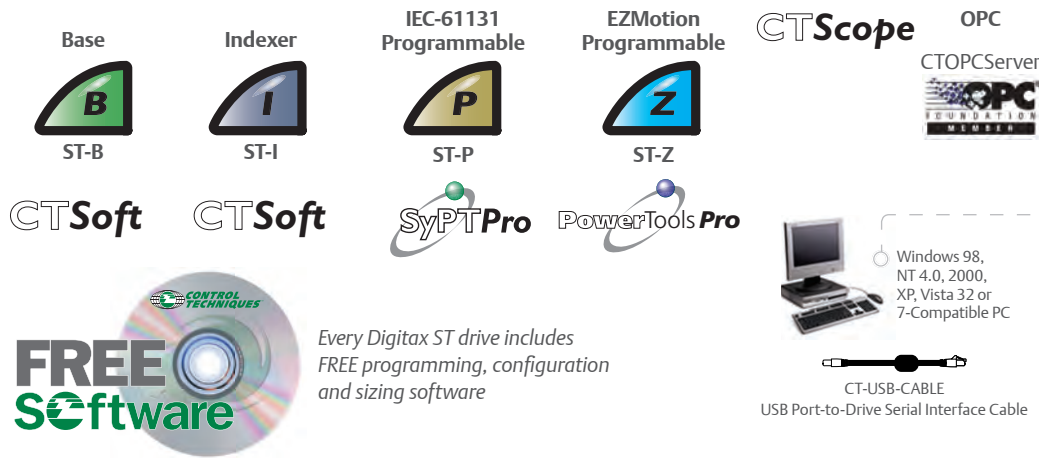 Base
B
ST-B
CTSoft
Indexer
I
ST-I
CTSoft
IEC-61131
Programmable
P
ST-P
SyPTPro
EZMotion
Programmable
Z
ST-Z
PowerTools Pro
CTScope
OPC
CTOPCServer
OPC
FOUNDATION
MEMBER
Windows 98,
NT 4.0, 2000,
XP, Vista 32 or
7-Compatible PC
CT-USB-CABLE
USB Port-to-Drive Serial Interface Cable
CONTROL
TECHNIQUES
FREE
Software
Every Digitax ST drive includes
FREE programming, configuration
and sizing software